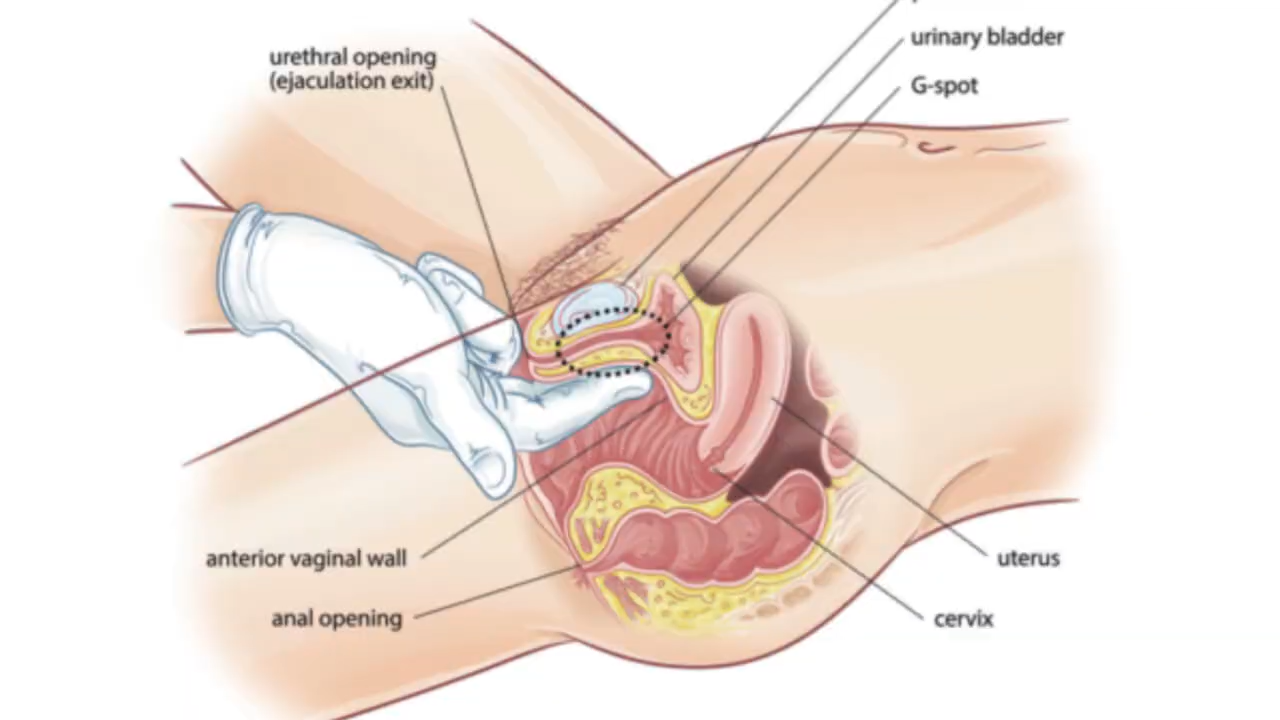 urinary bladder
urethral opening
(ejaculation exit)
G-spot
anterior vaginal wall
uterus
anal opening
cervix